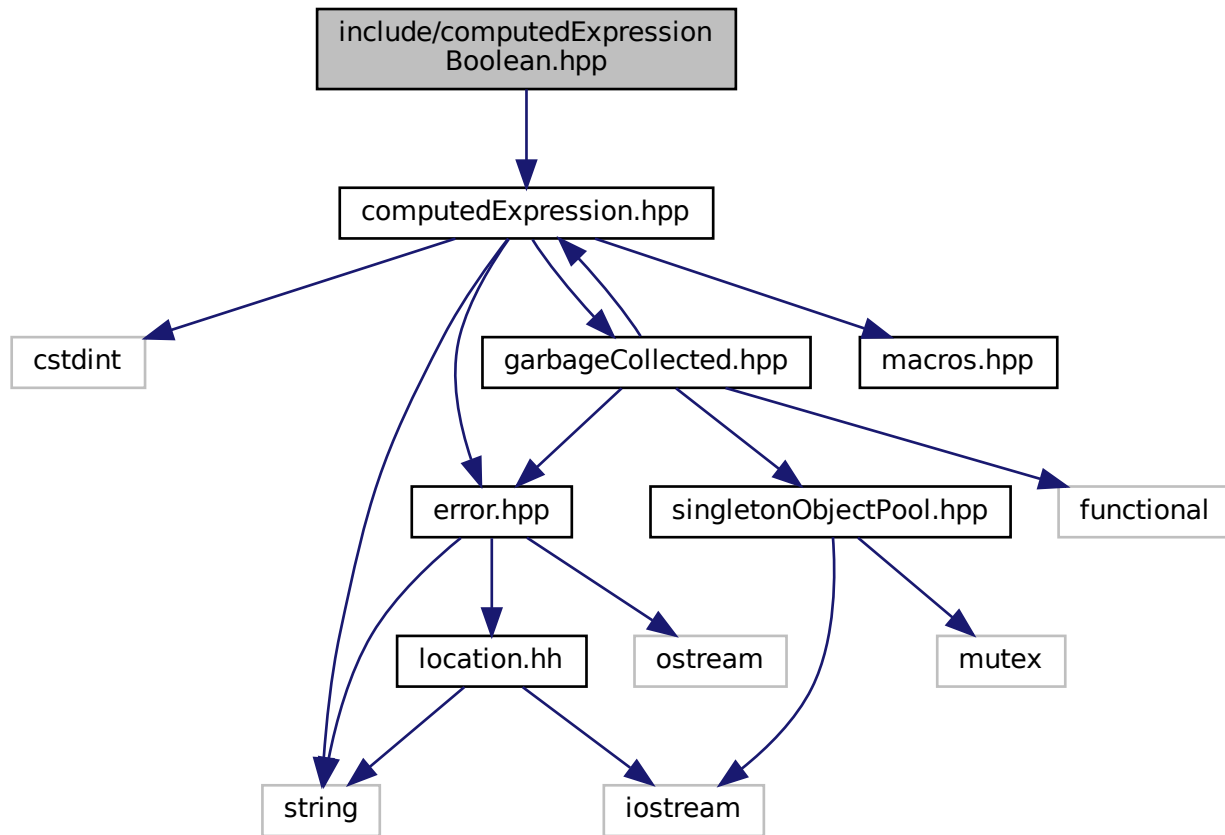 include/computedExpression
Boolean.hpp
computedExpression.hpp
cstdint
garbageCollected.hpp
macros.hpp
error.hpp
singletonObjectPool.hpp
functional
location.hh
ostream
mutex
string
iostream